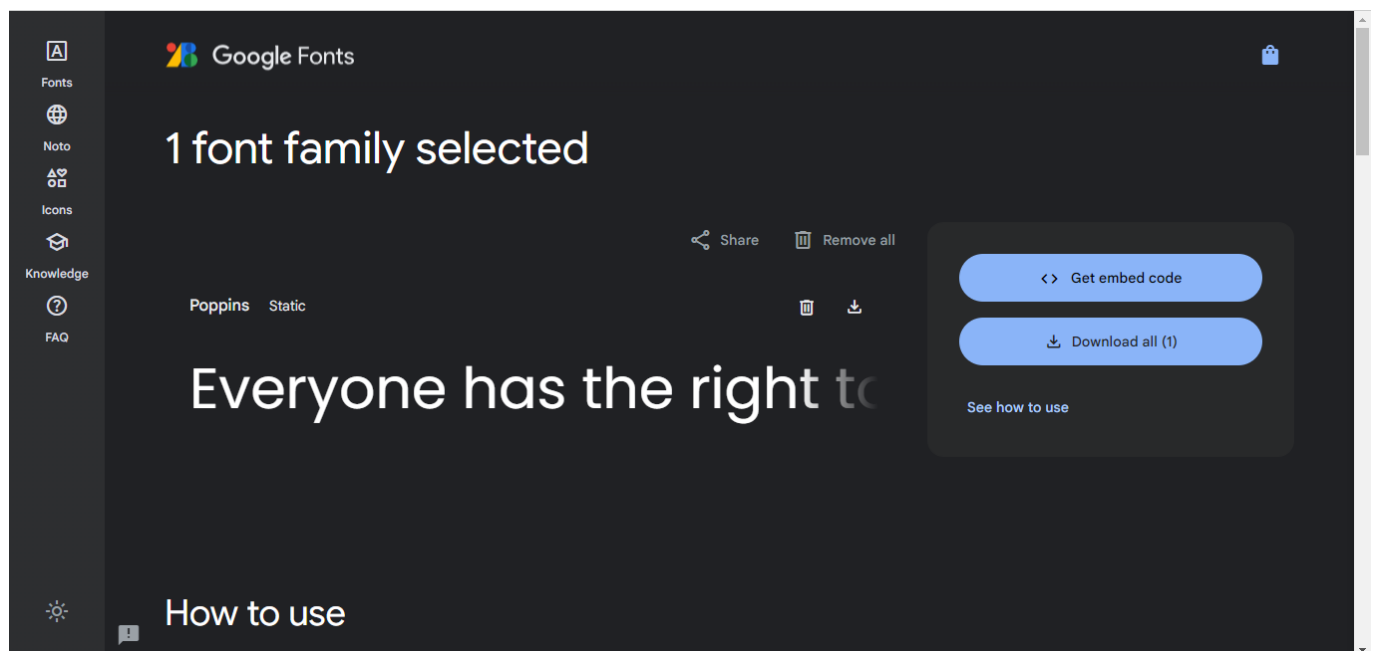 Fonts
Noto
Icons
Knowledge
FAQ
Google Fonts
1 font family selected
Share Remove all
Poppins Static
Everyone has the right to
Get embed code
Download all (1)
See how to use
How to use